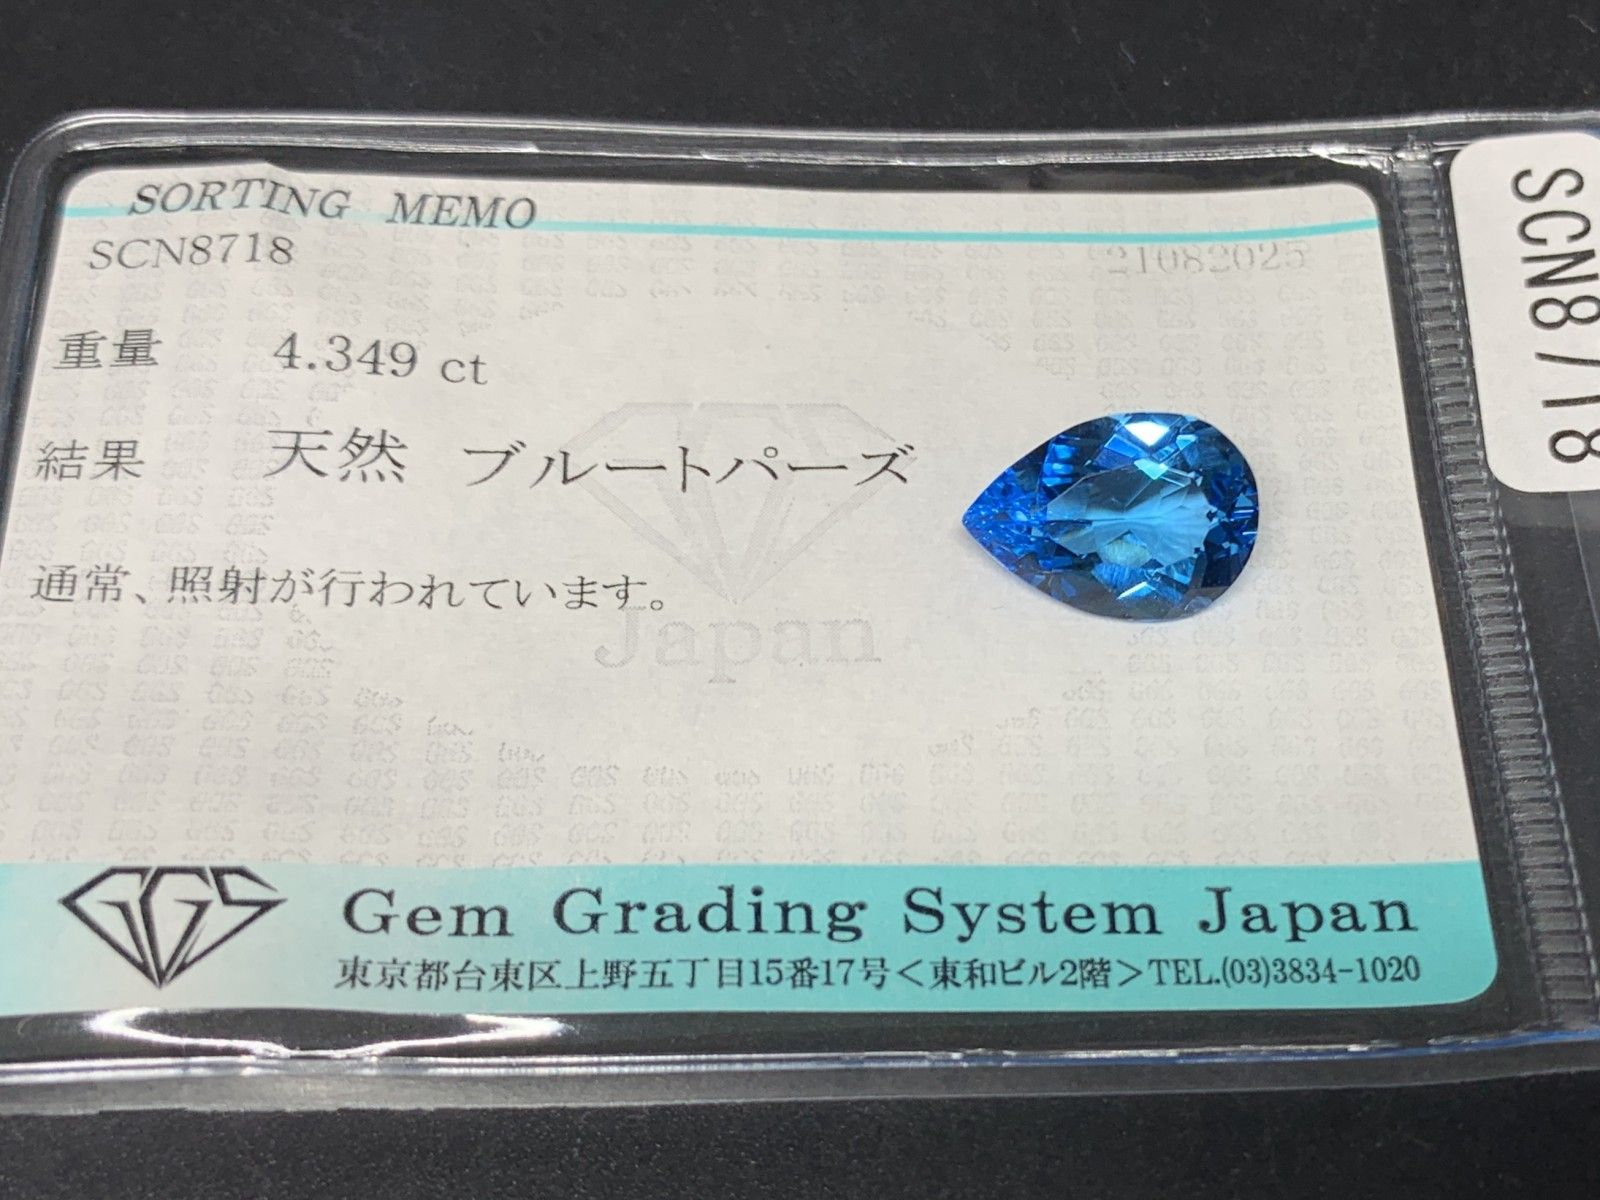 SORTING MEMO
SCN8718 21082025
重量 4.349 ct
結果 天然 ブルートパーズ
通常、照射が行われています。
Japan
GGS
Gem Grading System Japan
東京都台東区上野五丁目15番17号<東和ビル2階>TEL.(03)3834-1020
SCN8718